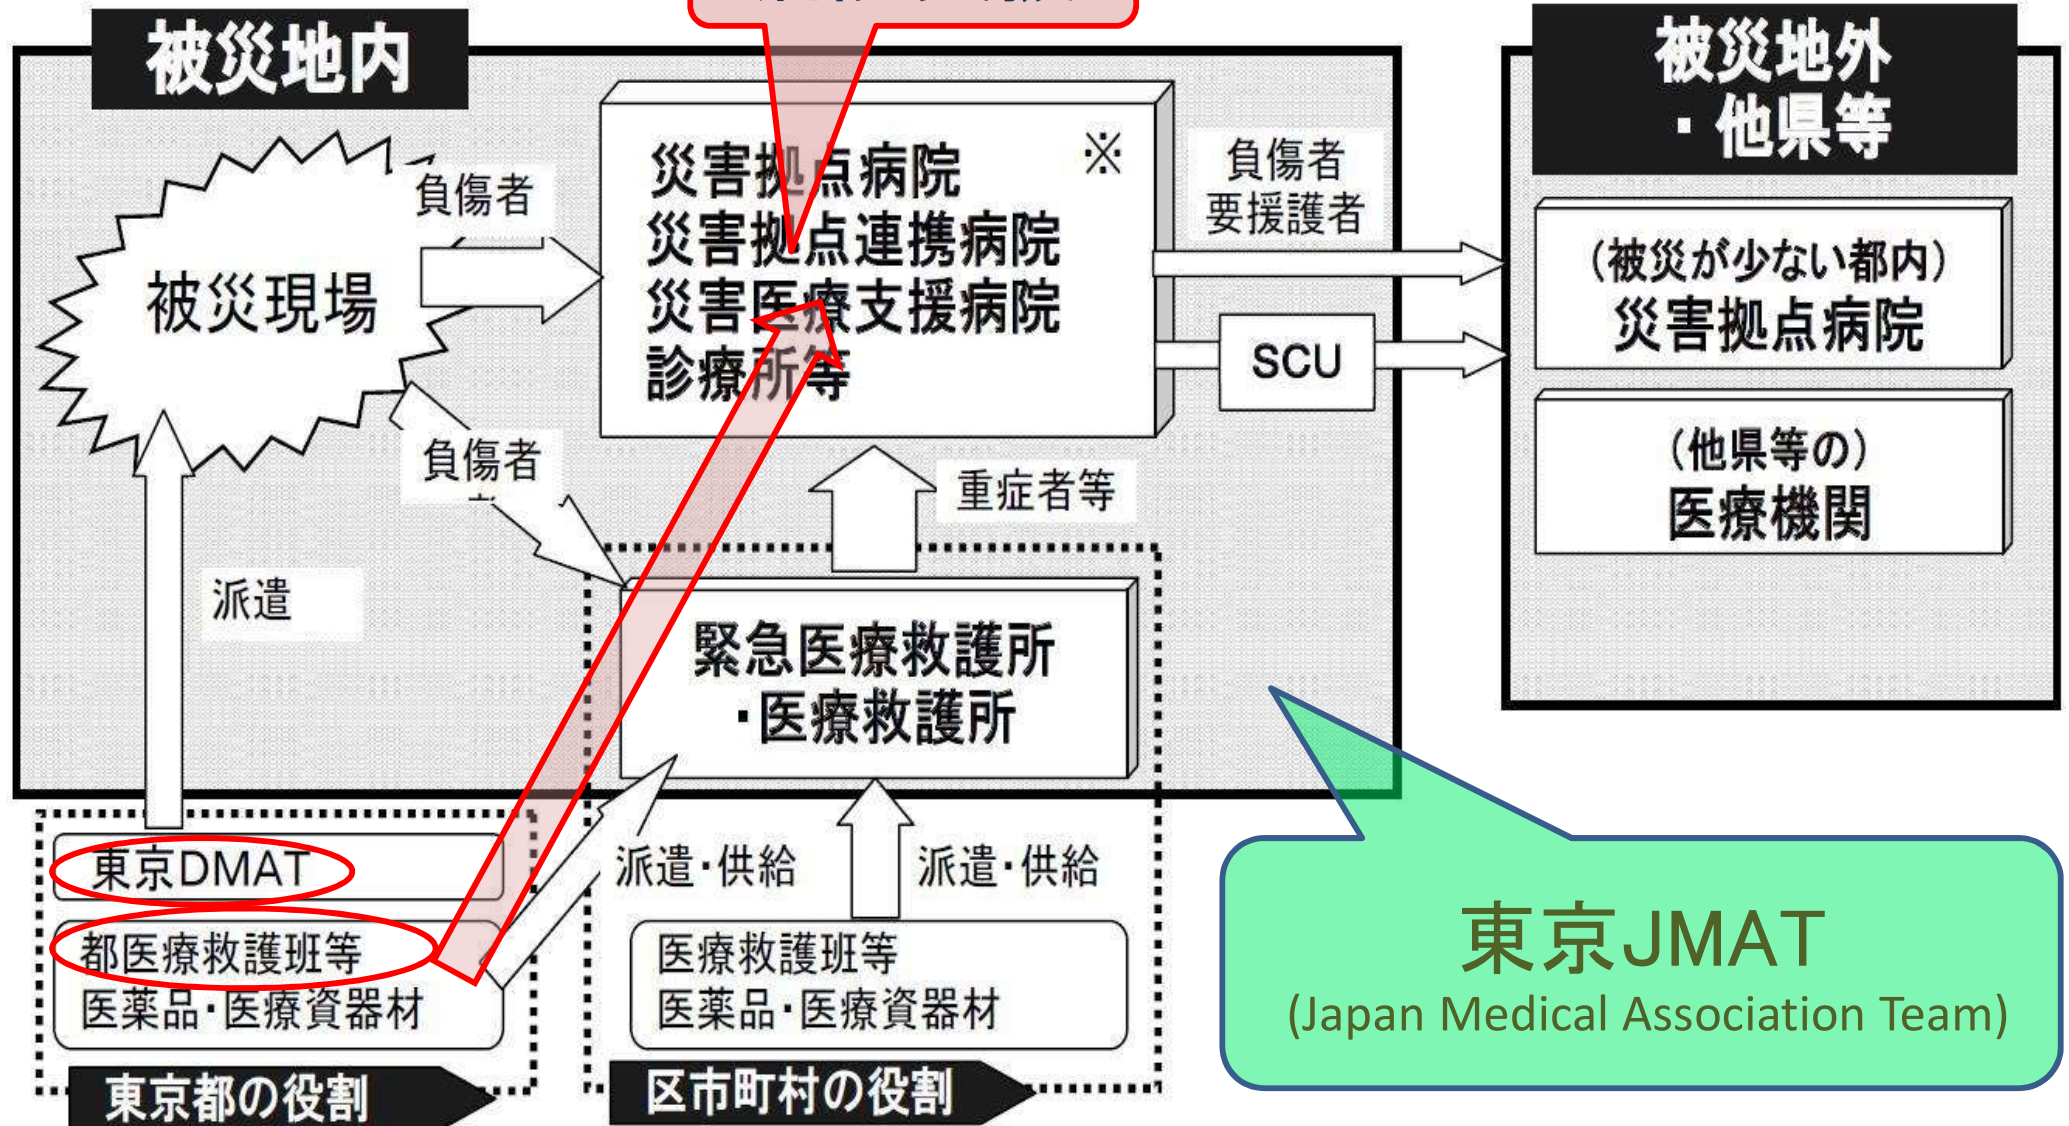 被災地内
被災地外
・他県等
被災現場
負傷者
災害拠点病院
※
災害拠点連携病院
災害医療支援病院
診療所等
負傷者
要援護者
SCU
(被災が少ない都内)
災害拠点病院
(他県等の)
医療機関
負傷者
重症者等
派遣
緊急医療救護所
・医療救護所
東京DMAT
都医療救護班等
医薬品・医療資器材
東京都の役割
派遣・供給
派遣・供給
医療救護班等
医薬品・医療資器材
区市町村の役割
東京JMAT
(Japan Medical Association Team)